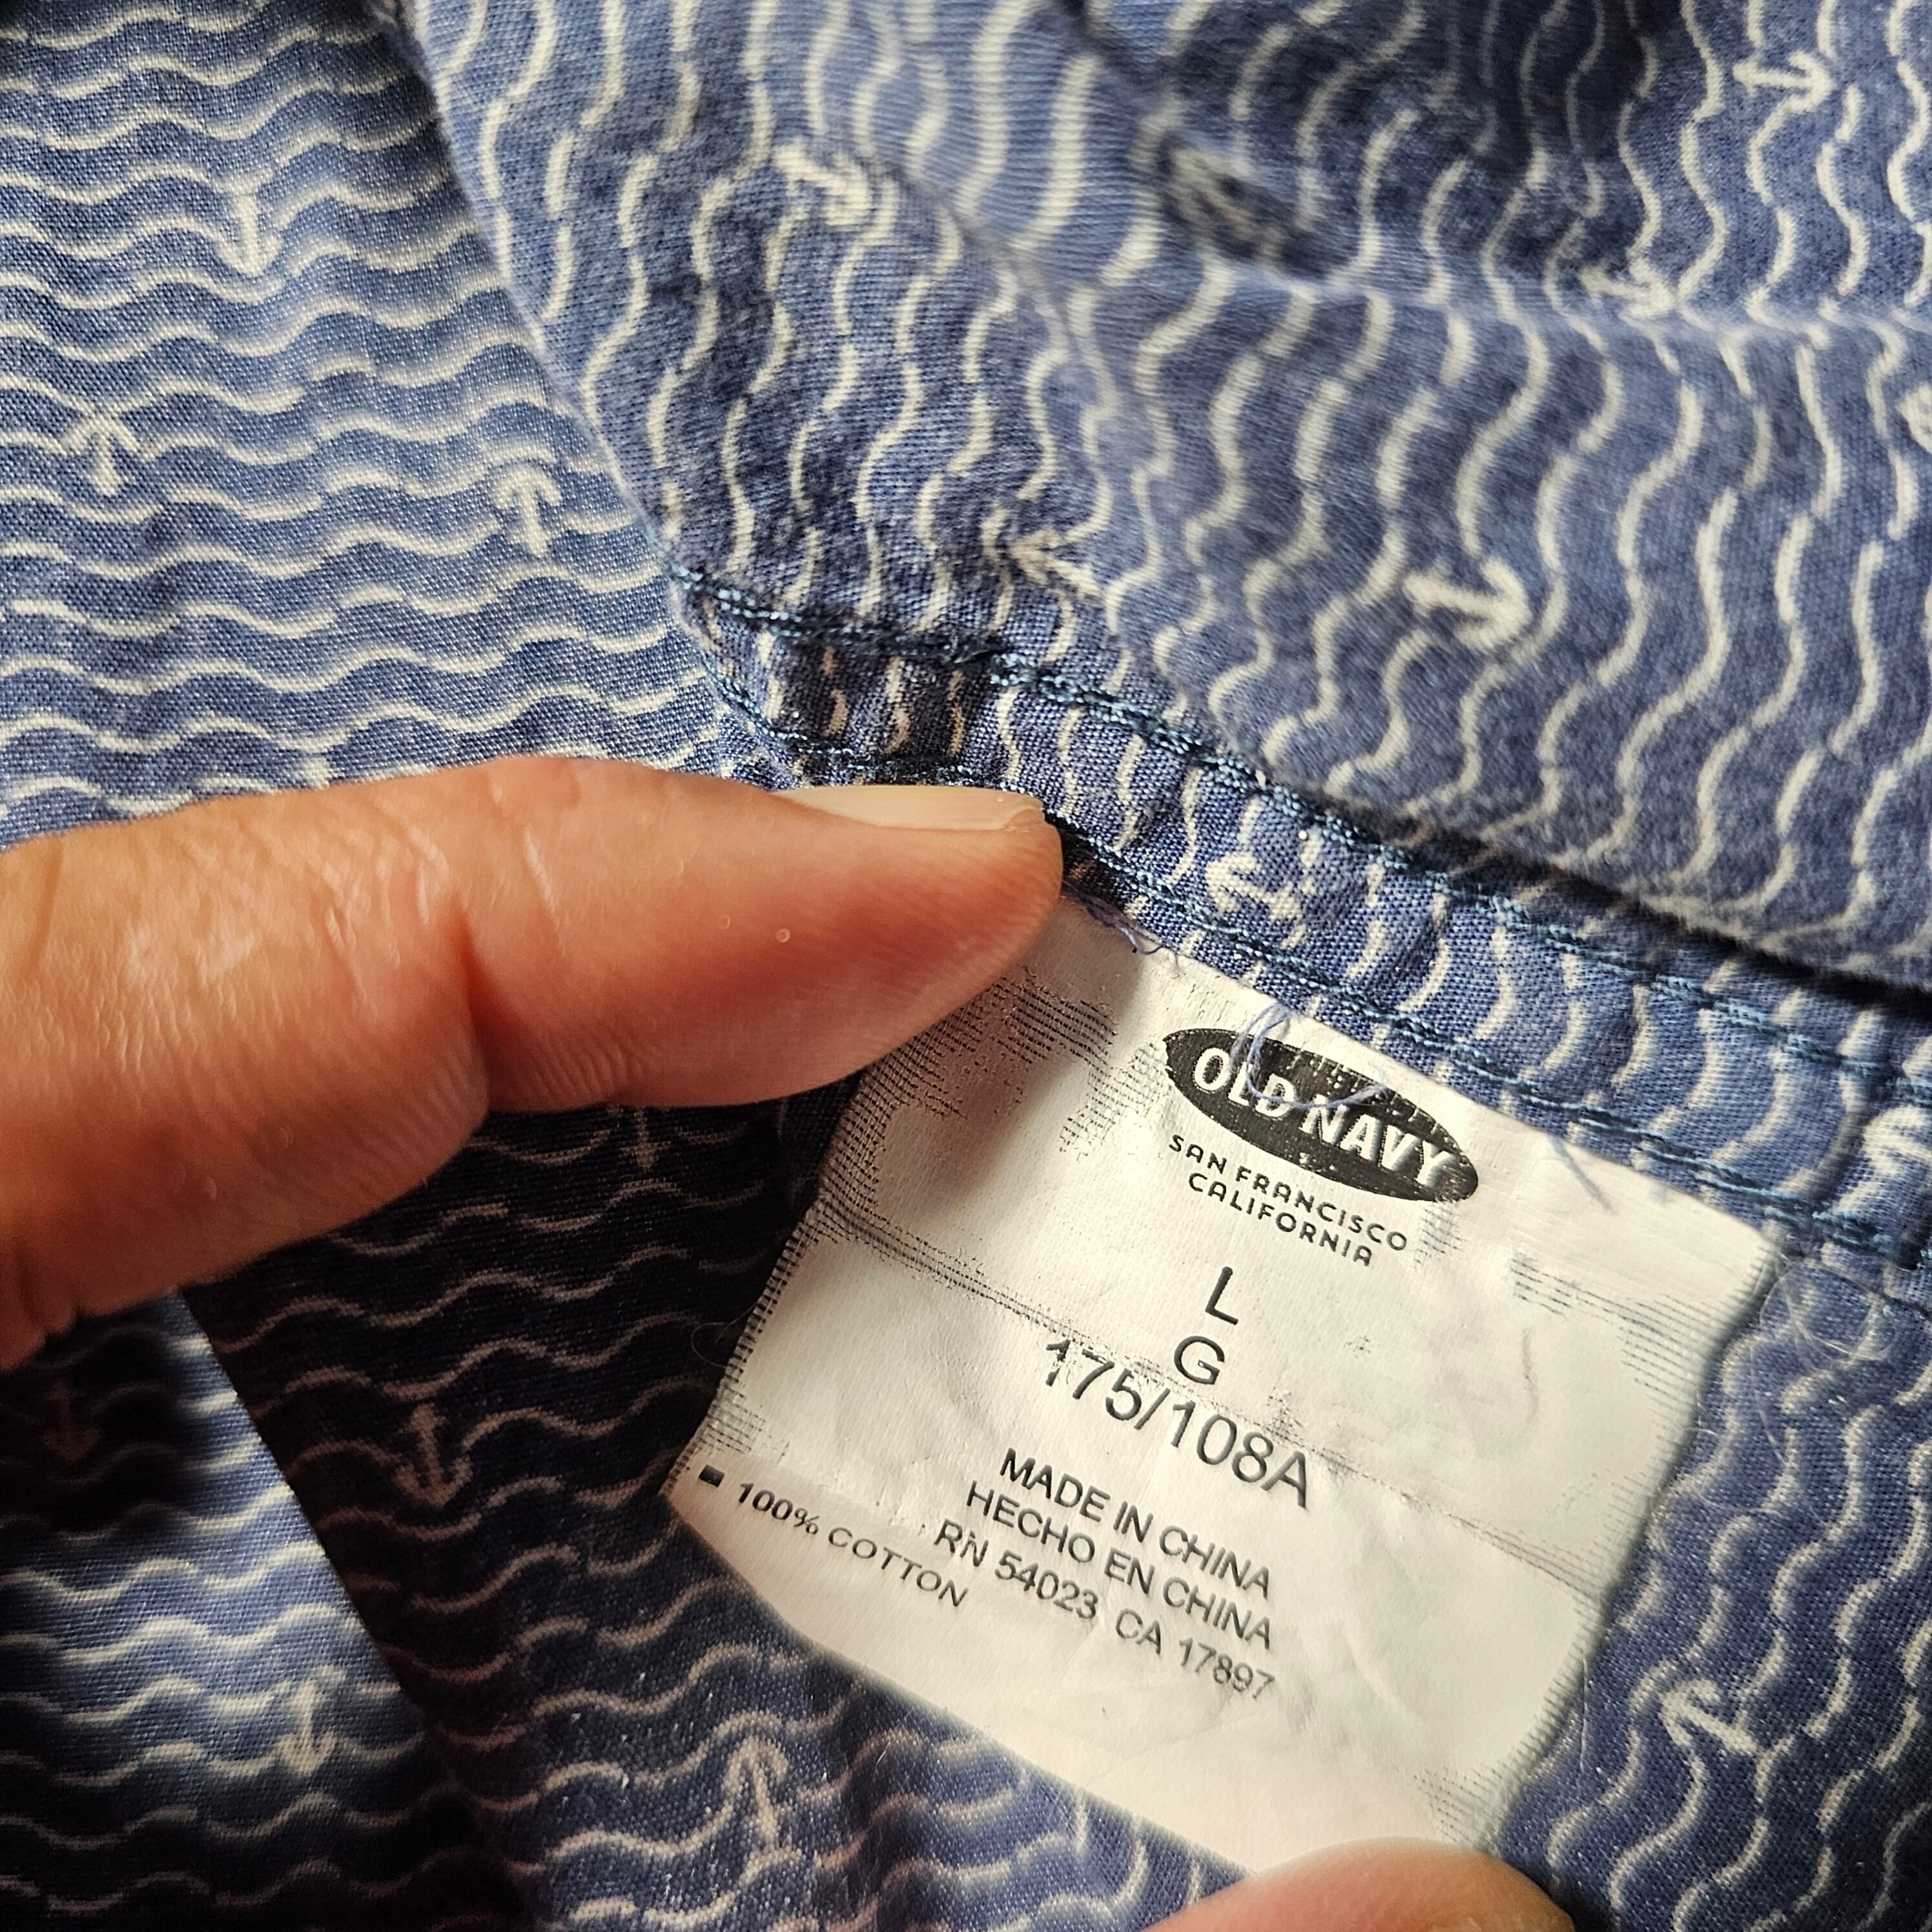 OLD NAVY
SAN FRANCISCO
CALIFORNIA
L
G
175/108A
MADE IN CHINA
HECHO EN CHINA
RN 54023 CA 17897
100% COTTON